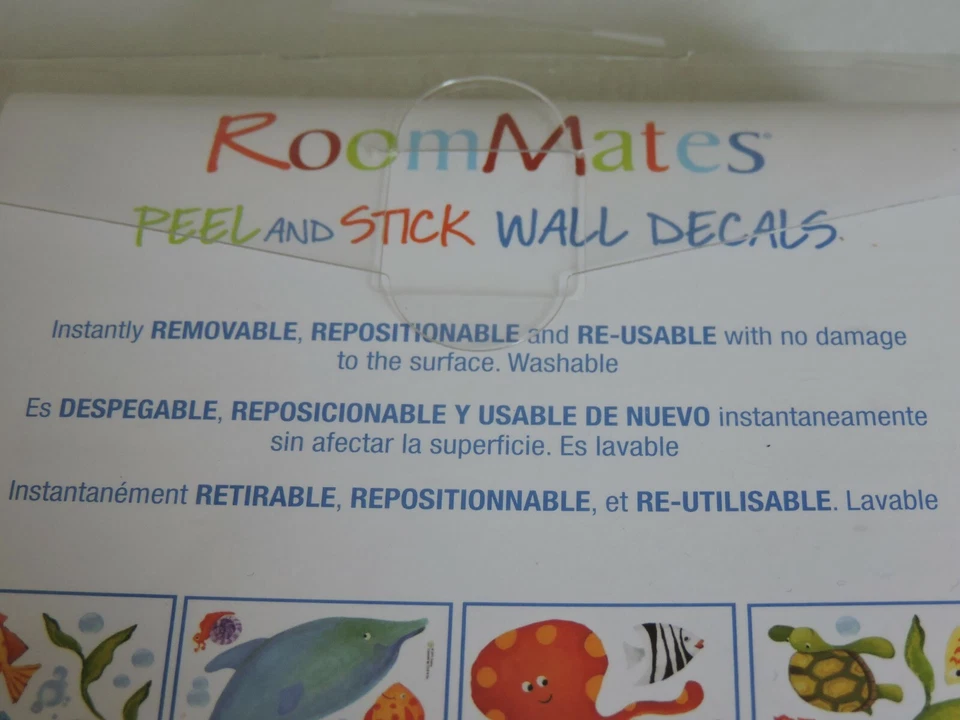 RoomMates®
PEEL AND STICK WALL DECALS
Instantly REMOVABLE, REPOSITIONABLE and RE-USABLE with no damage
to the surface. Washable
Es DESPEGABLE, REPOSICIONABLE Y USABLE DE NUEVO instantaneamente
sin afectar la superficie. Es lavable
Instantanément RETIRABLE, REPOSITIONNABLE, et RE-UTILISABLE. Lavable